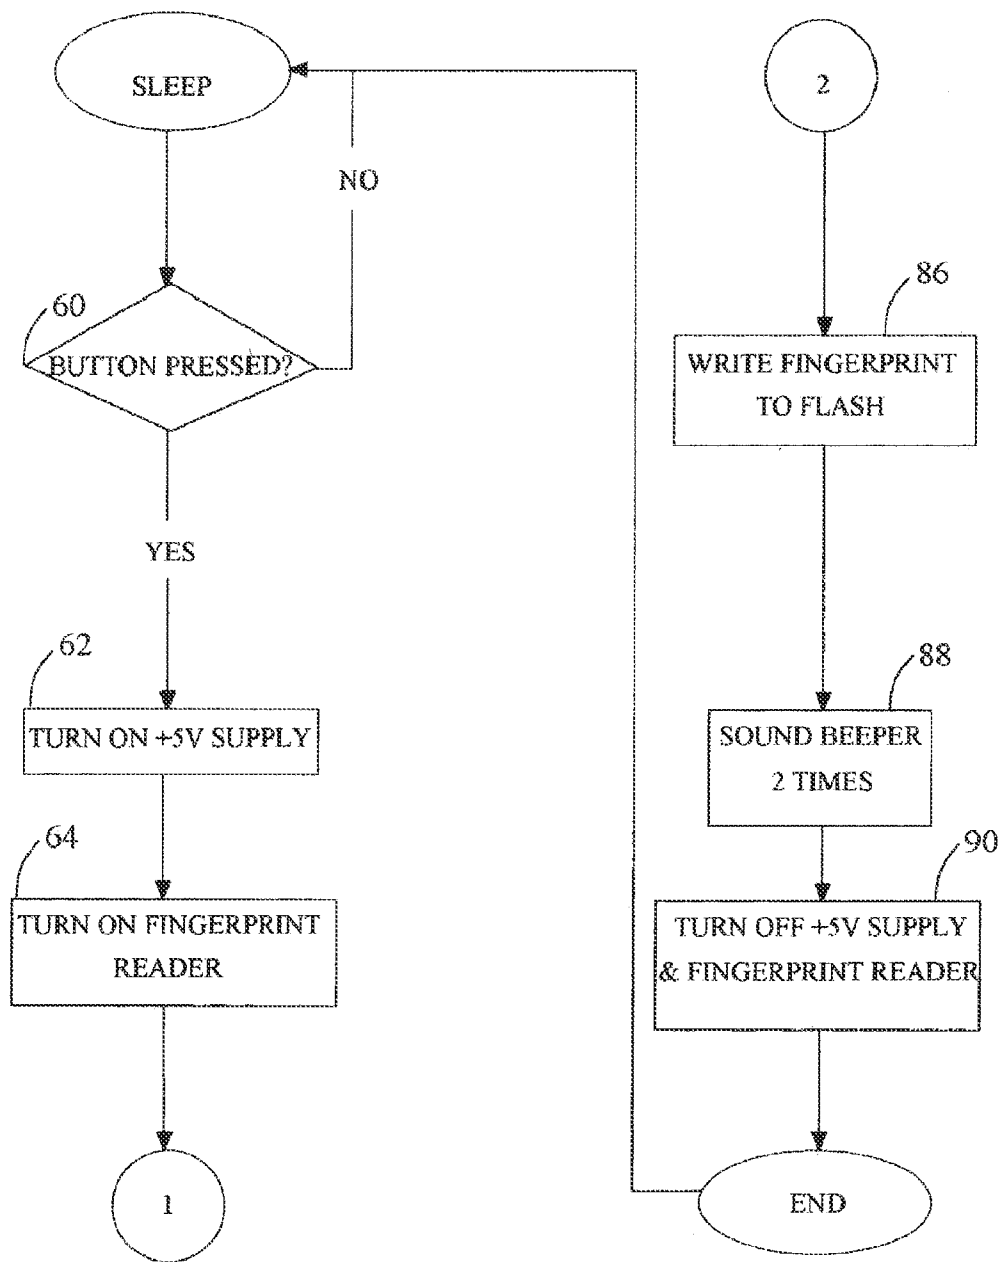 SLEEP
NO
60
BUTTON PRESSED?
YES
62
TURN ON +5V SUPPLY
64
TURN ON FINGERPRINT
READER
1
2
86
WRITE FINGERPRINT
TO FLASH
88
SOUND BEEPER
2 TIMES
90
TURN OFF +5V SUPPLY
& FINGERPRINT READER
END